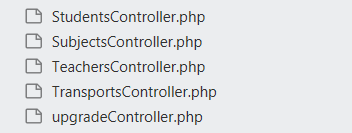 StudentsController.php
SubjectsController.php
TeachersController.php
TransportsController.php
upgradeController.php